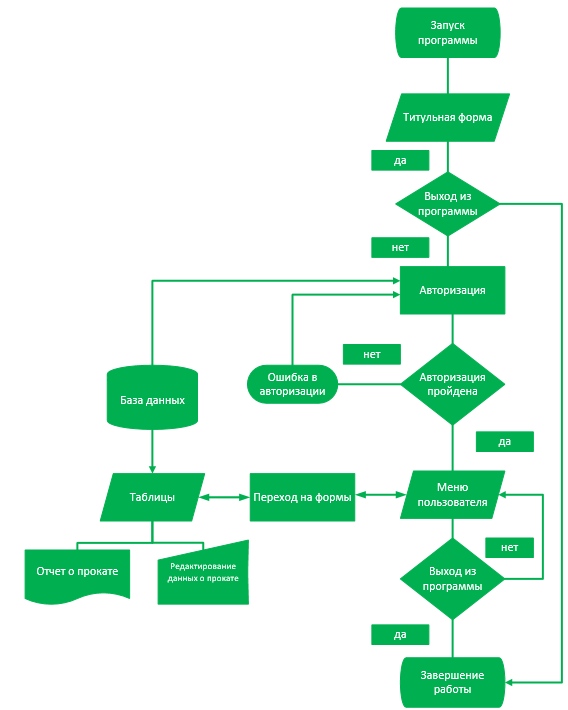 Запуск
программы
Титульная форма
да
Выход из
программы
нет
Авторизация
нет
Ошибка в
авторизации
Авторизация
пройдена
База данных
да
Таблицы
Переход на формы
Меню
пользователя
нет
Отчет о прокате
Редактирование
данных о прокате
Выход из
программы
да
Завершение
работы